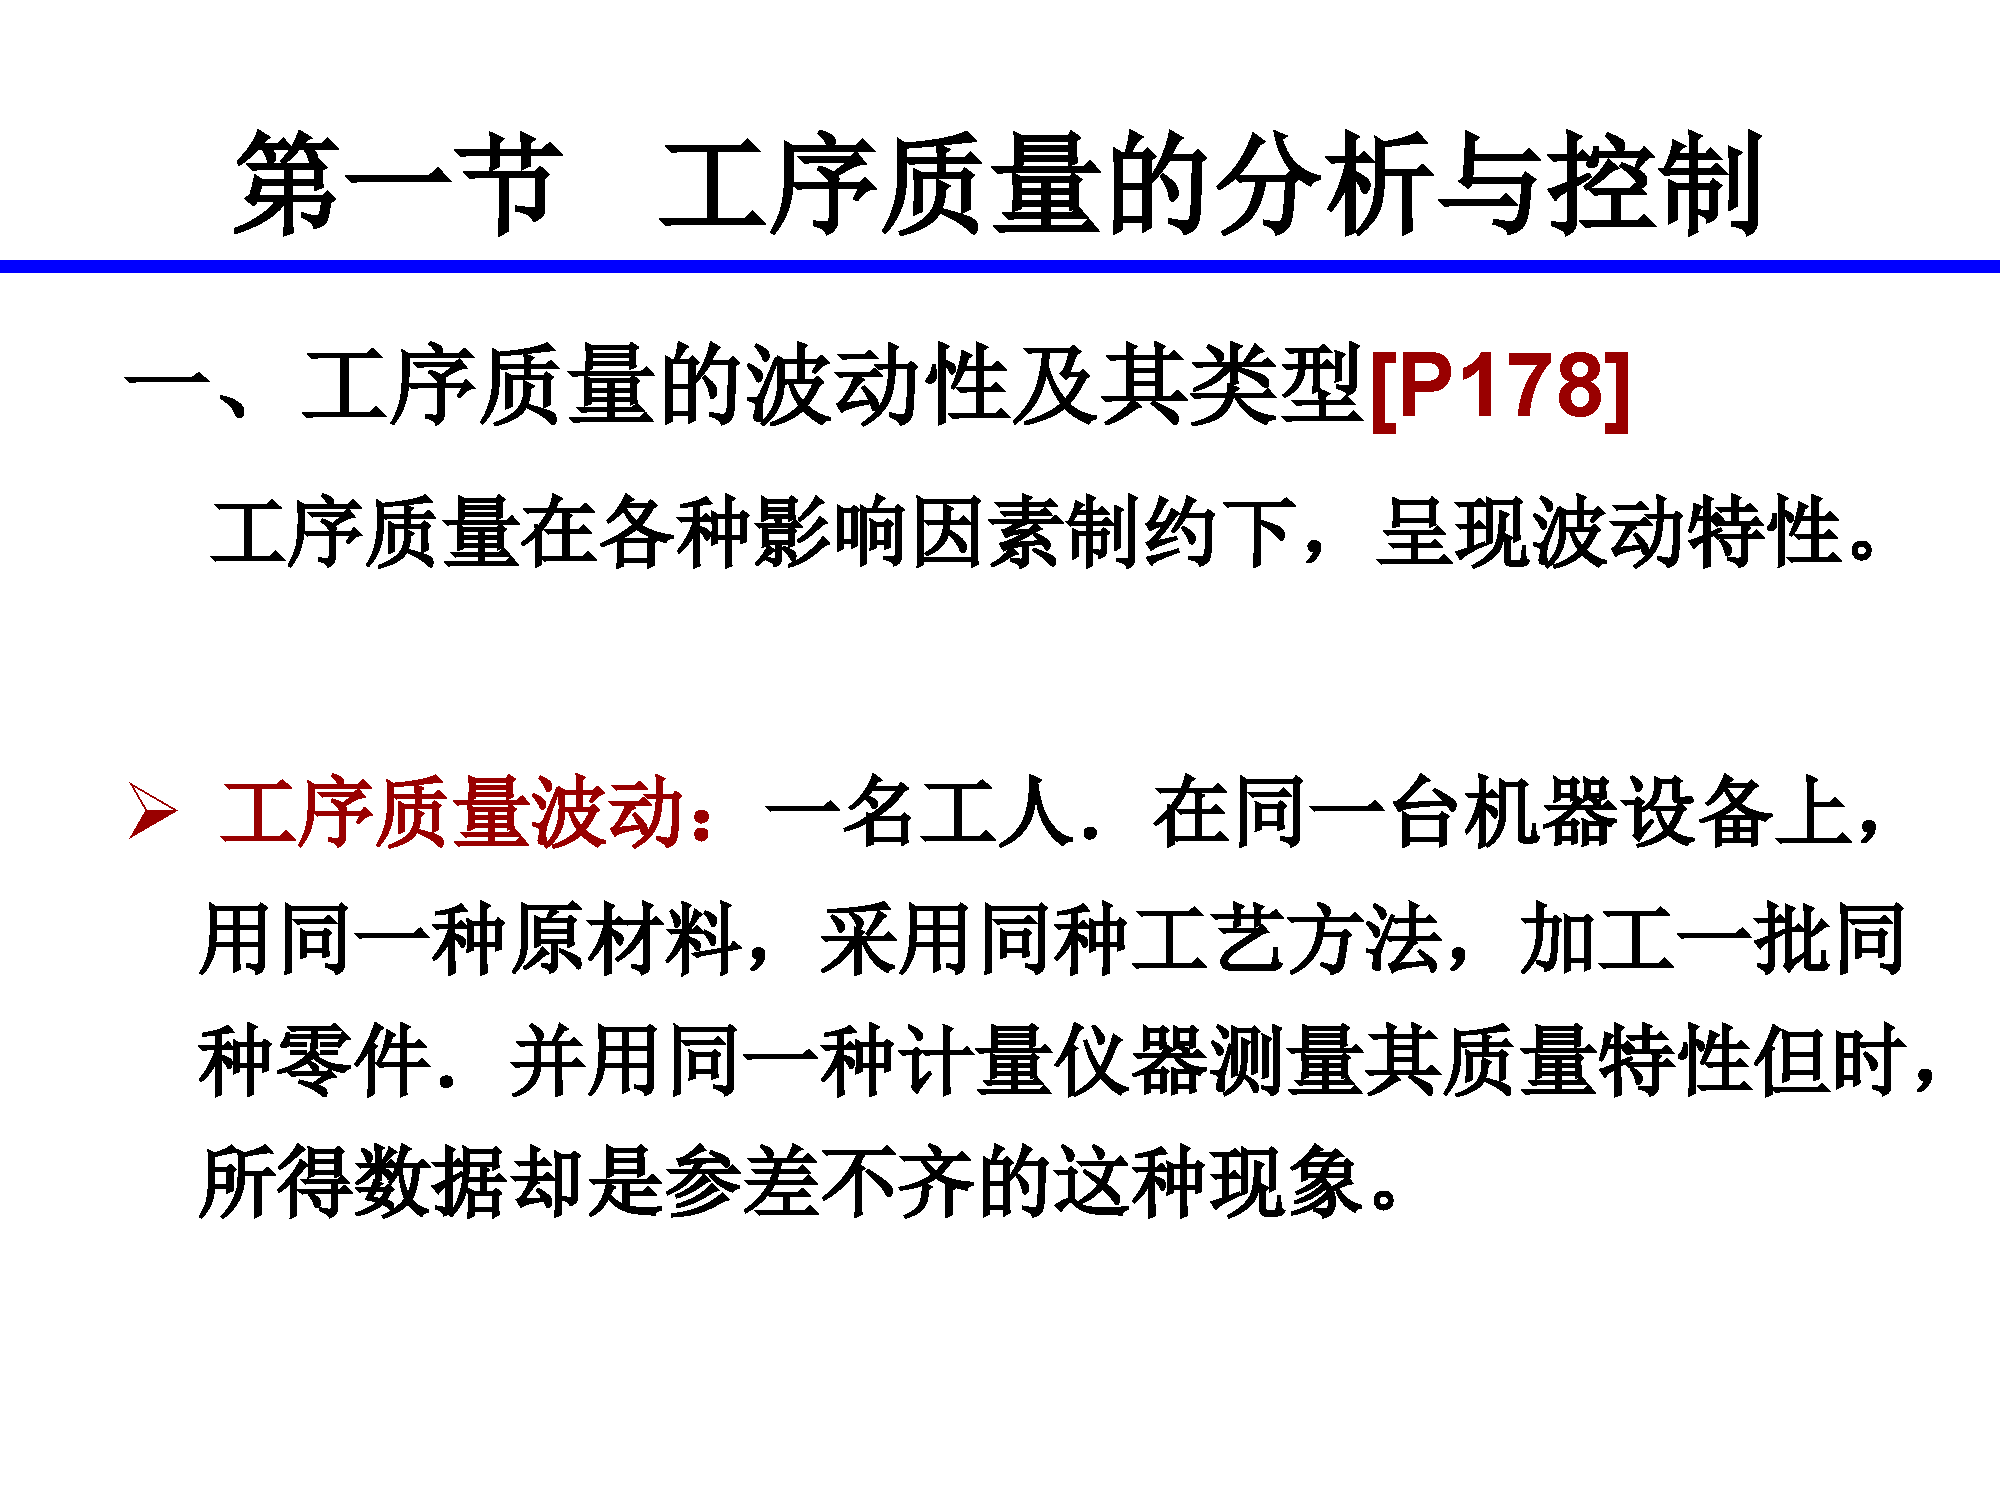 第一节 工序质量的分析与控制
一、工序质量的波动性及其类型[P178]
工序质量在各种影响因素制约下，呈现波动特性。
工序质量波动：一名工人．在同一台机器设备上，
用同一种原材料，采用同种工艺方法，加工一批同
种零件．并用同一种计量仪器测量其质量特性但时，
所得数据却是参差不齐的这种现象。